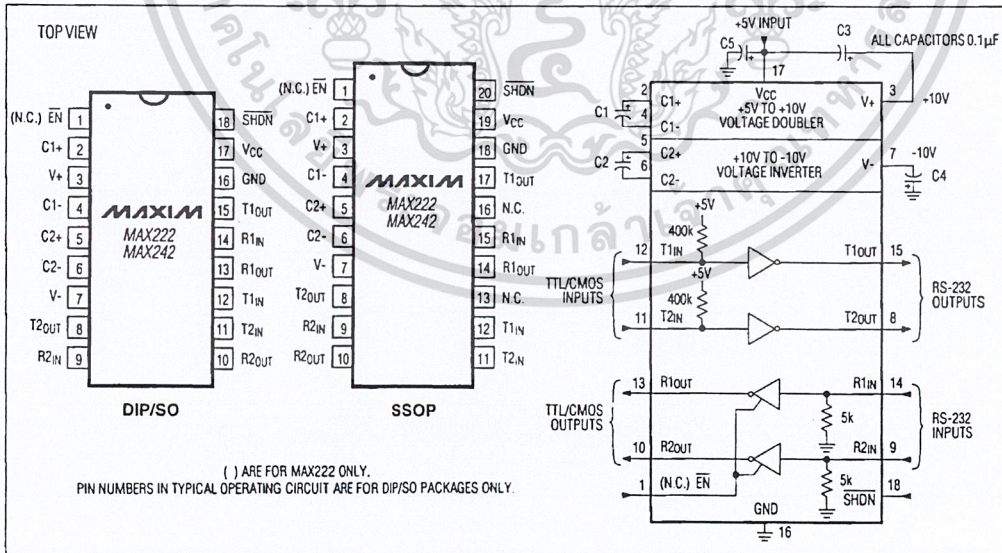 TOP VIEW
(N.C.) EN 1
C1+ 2
V+ 3
C1- 4
C2+ 5
C2- 6
V- 7
T2OUT 8
R2IN 9
18 SHDN
17 VCC
16 GND
15 T1OUT
14 R1IN
13 R1OUT
12 T1IN
11 T2IN
10 R2OUT
MAXIM
MAX222
MAX242
DIP/SO
(N.C.) EN 1
C1+ 2
V+ 3
C1- 4
C2+ 5
C2- 6
V- 7
T2OUT 8
R2IN 9
R2OUT 10
20 SHDN
19 VCC
18 GND
17 T1OUT
16 N.C.
15 R1IN
14 R1OUT
13 N.C.
12 T1IN
11 T2IN
MAXIM
MAX222
MAX242
SSOP
( ) ARE FOR MAX222 ONLY.
PIN NUMBERS IN TYPICAL OPERATING CIRCUIT ARE FOR DIP/SO PACKAGES ONLY.
+5V INPUT
C3
C5
ALL CAPACITORS 0.1µF
17
2
VCC
3
C1+
+5V TO +10V
V+
+10V
C1
4
C1-
VOLTAGE DOUBLER
5
C2+
+10V TO -10V
7
-10V
C2
6
C2-
VOLTAGE INVERTER
V-
C4
+5V
400k
12
T1IN
T1OUT
15
+5V
TTL/CMOS
INPUTS
400k
RS-232
OUTPUTS
11
T2IN
T2OUT
8
13
R1OUT
R1IN
14
TTL/CMOS
OUTPUTS
5k
RS-232
INPUTS
10
R2OUT
R2IN
9
1
(N.C.) EN
5k
18
SHDN
GND
16